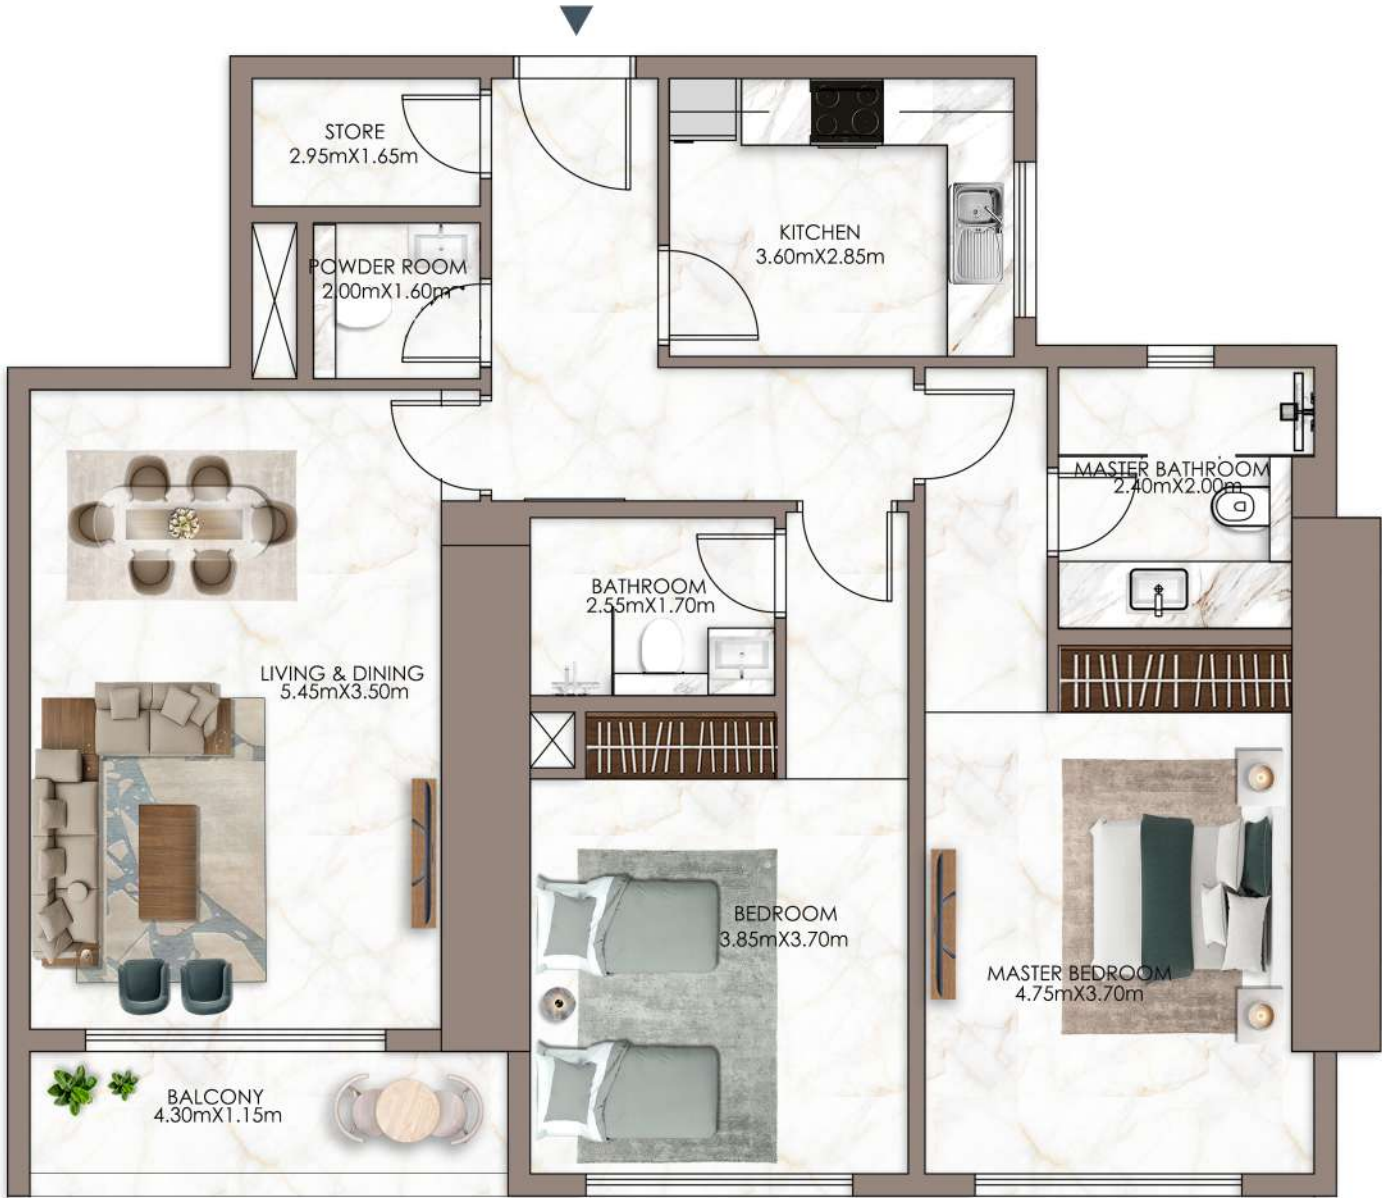 STORE
2.95mX1.65m
KITCHEN
3.60mX2.85m
POWDER ROOM
2.00mX1.60m
MASTER BATHROOM
2.40mX2.00m
BATHROOM
2.55mX1.70m
LIVING & DINING
5.45mX3.50m
BEDROOM
3.85mX3.70m
MASTER BEDROOM
4.75mX3.70m
BALCONY
4.30mX1.15m